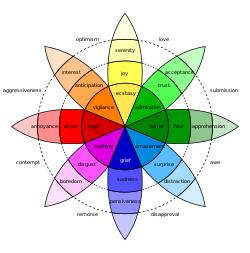 serenity
optimism
love
joy
interest
acceptance
anticipation
trust
ecstasy
aggressiveness
submission
vigilance
admiration
annoyance
anger
rage
terror
fear
apprehension
loathing
amazement
contempt
awe
grief
disgust
surprise
boredom
sadness
distraction
pensiveness
remorse
disapproval